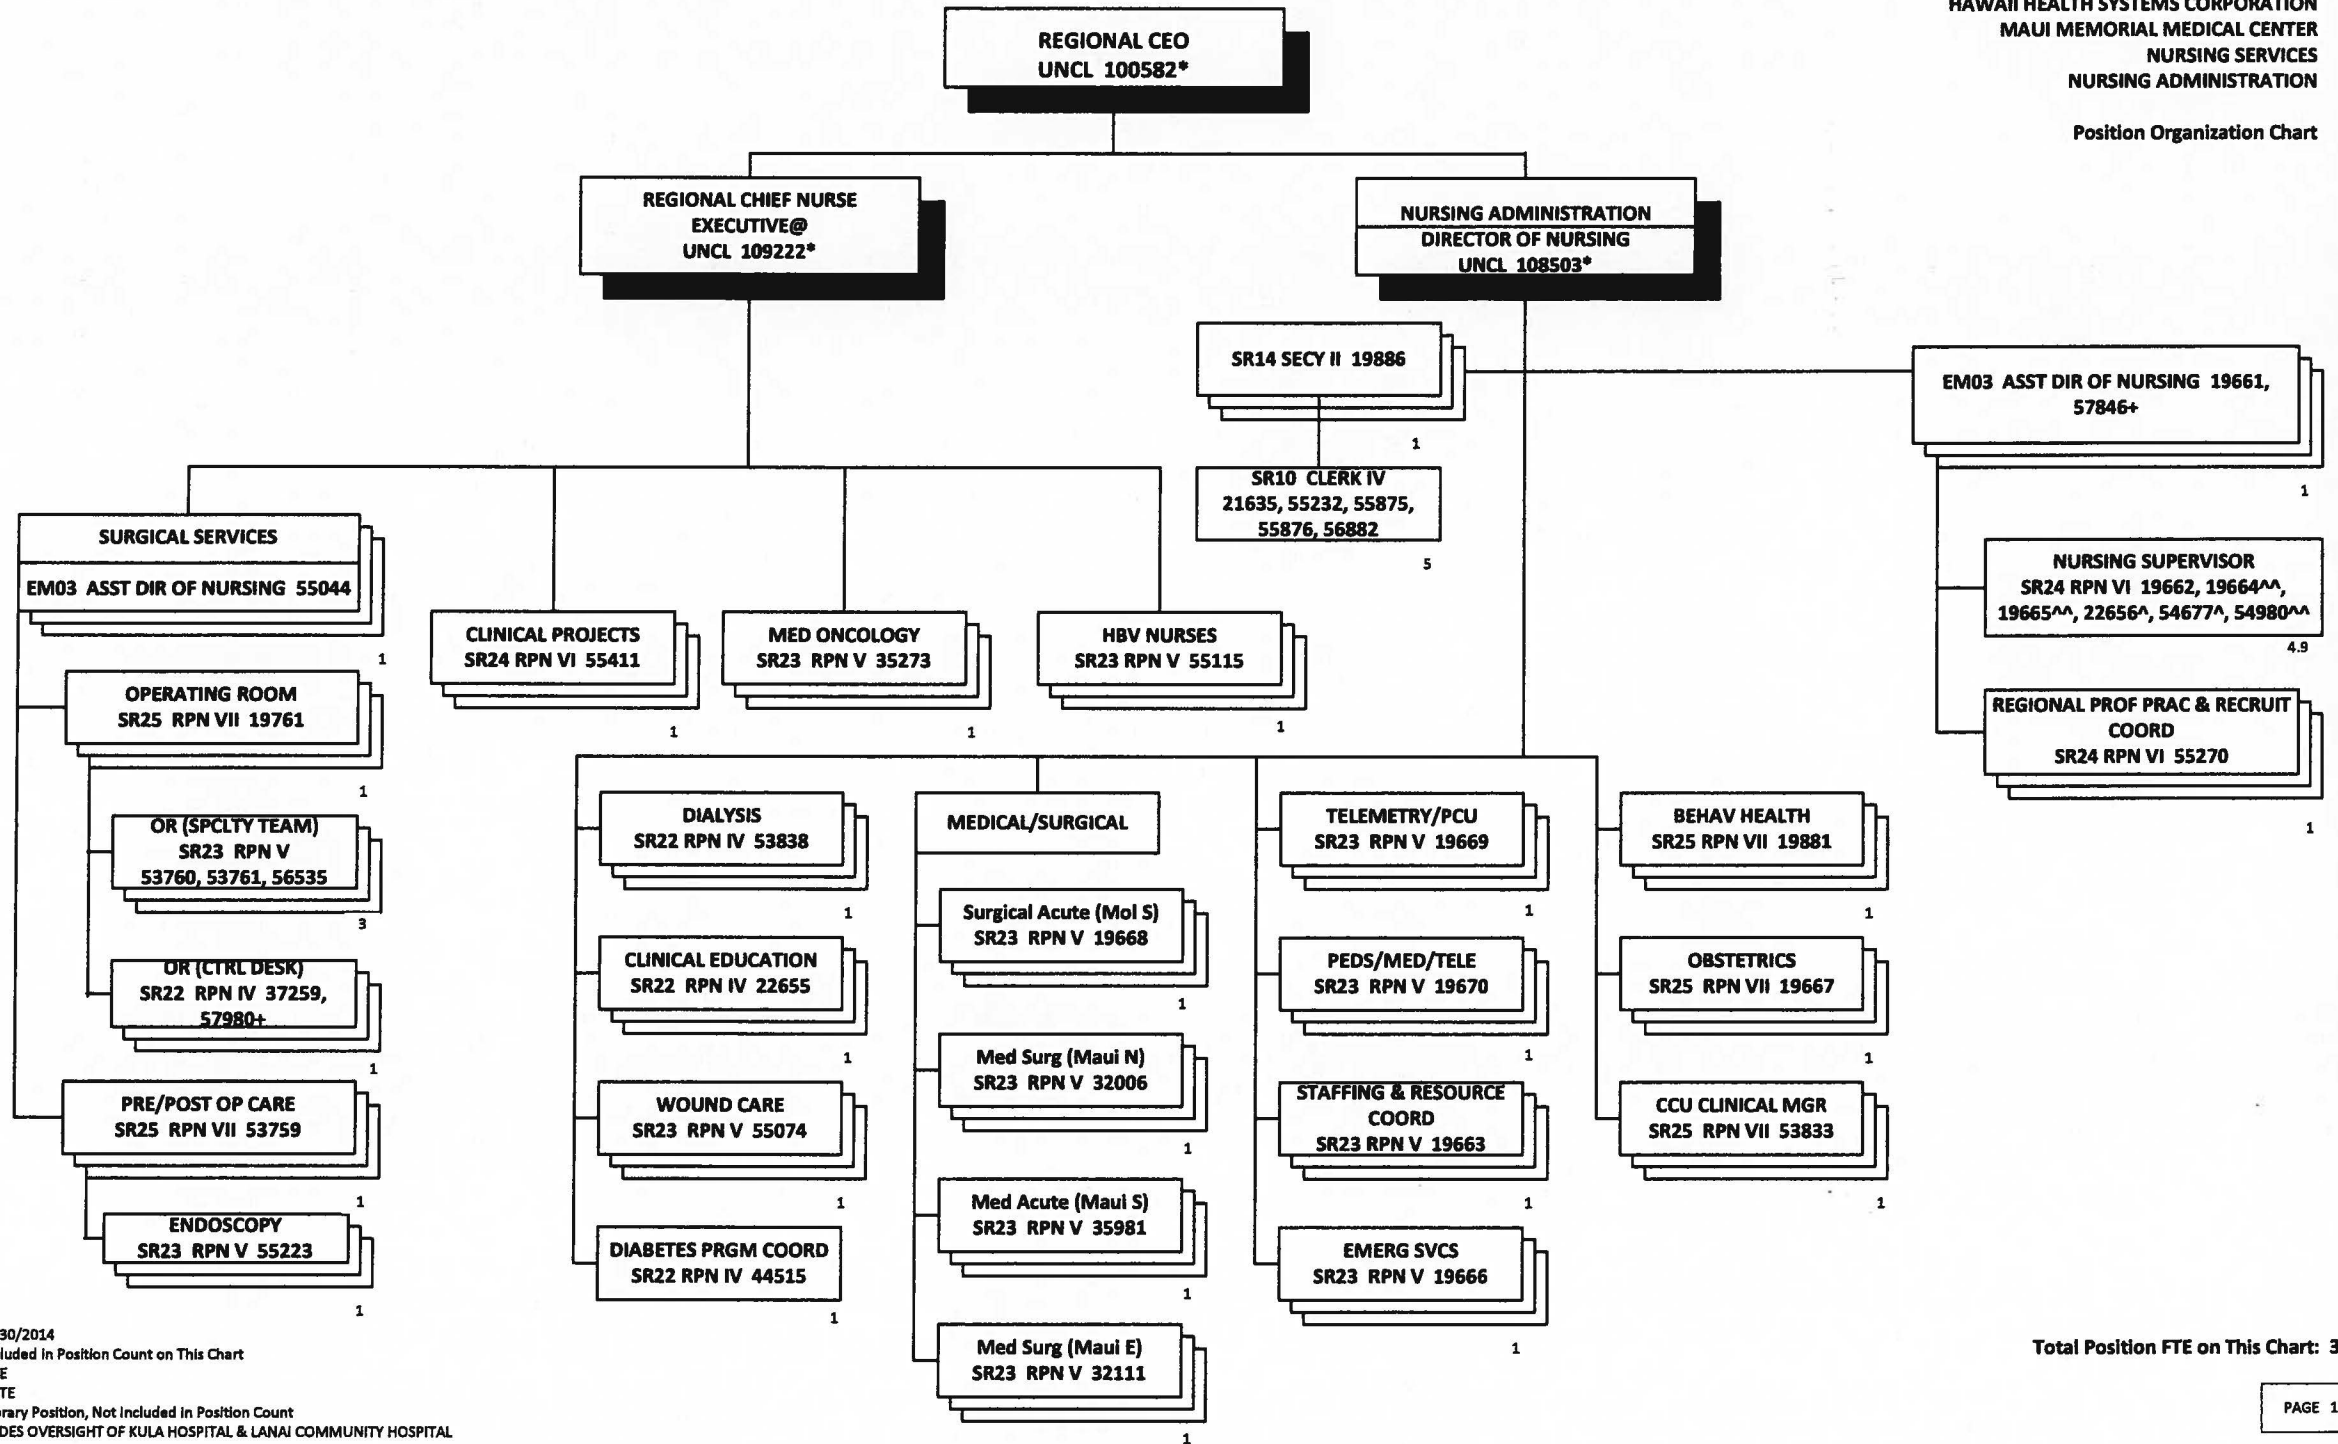 HAWAII HEALTH SYSTEMS CORPORATION
MAUI MEMORIAL MEDICAL CENTER
NURSING SERVICES
NURSING ADMINISTRATION
Position Organization Chart
REGIONAL CEO
UNCL 100582*
REGIONAL CHIEF NURSE
EXECUTIVE@
UNCL 109222*
NURSING ADMINISTRATION
DIRECTOR OF NURSING
UNCL 108503*
SR14 SECY II 19886
1
SR10 CLERK IV
21635, 55232, 55875,
55876, 56882
5
EM03 ASST DIR OF NURSING 19661,
57846+
1
NURSING SUPERVISOR
SR24 RPN VI 19662, 19664^^,
19665^^, 22656^, 54677^, 54980^^
4.9
REGIONAL PROF PRAC & RECRUIT
COORD
SR24 RPN VI 55270
1
SURGICAL SERVICES
EM03 ASST DIR OF NURSING 55044
1
OPERATING ROOM
SR25 RPN VII 19761
1
OR (SPCLTY TEAM)
SR23 RPN V
53760, 53761, 56535
3
OR (CTRL DESK)
SR22 RPN IV 37259,
57980+
1
PRE/POST OP CARE
SR25 RPN VII 53759
1
ENDOSCOPY
SR23 RPN V 55223
1
CLINICAL PROJECTS
SR24 RPN VI 55411
1
MED ONCOLOGY
SR23 RPN V 35273
1
HBV NURSES
SR23 RPN V 55115
1
DIALYSIS
SR22 RPN IV 53838
1
CLINICAL EDUCATION
SR22 RPN IV 22655
1
WOUND CARE
SR23 RPN V 55074
1
DIABETES PRGM COORD
SR22 RPN IV 44515
1
MEDICAL/SURGICAL
Surgical Acute (Mol S)
SR23 RPN V 19668
1
Med Surg (Maui N)
SR23 RPN V 32006
1
Med Acute (Maui S)
SR23 RPN V 35981
1
Med Surg (Maui E)
SR23 RPN V 32111
1
TELEMETRY/PCU
SR23 RPN V 19669
1
PEDS/MED/TELE
SR23 RPN V 19670
1
STAFFING & RESOURCE
COORD
SR23 RPN V 19663
1
EMERG SVCS
SR23 RPN V 19666
1
BEHAV HEALTH
SR25 RPN VII 19881
1
OBSTETRICS
SR25 RPN VII 19667
1
CCU CLINICAL MGR
SR25 RPN VII 53833
1
30/2014
luded in Position Count on This Chart
E
TE
rary Position, Not Included in Position Count
DES OVERSIGHT OF KULA HOSPITAL & LANAI COMMUNITY HOSPITAL
Total Position FTE on This Chart: 3
PAGE 1